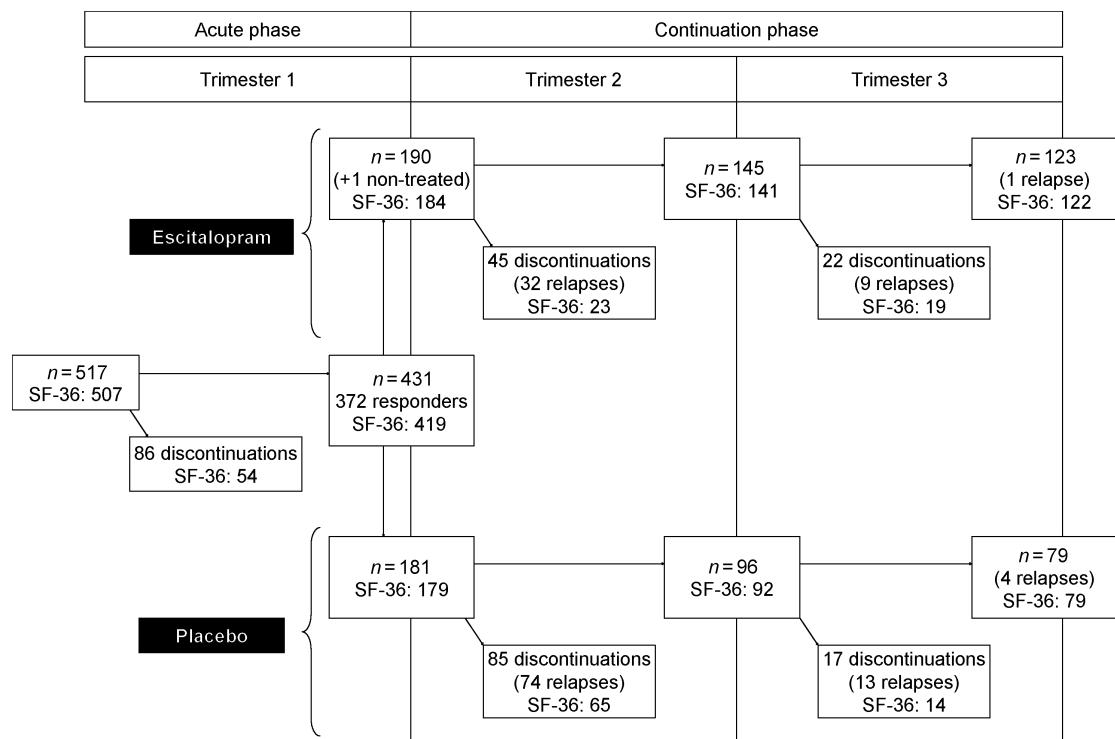 Acute phase
Continuation phase
Trimester 1
Trimester 2
Trimester 3
n = 190
(+1 non-treated)
SF-36: 184
n = 145
SF-36: 141
n = 123
(1 relapse)
SF-36: 122
Escitalopram
45 discontinuations
(32 relapses)
SF-36: 23
22 discontinuations
(9 relapses)
SF-36: 19
n = 517
SF-36: 507
n = 431
372 responders
SF-36: 419
86 discontinuations
SF-36: 54
n = 181
SF-36: 179
n = 96
SF-36: 92
n = 79
(4 relapses)
SF-36: 79
Placebo
85 discontinuations
(74 relapses)
SF-36: 65
17 discontinuations
(13 relapses)
SF-36: 14